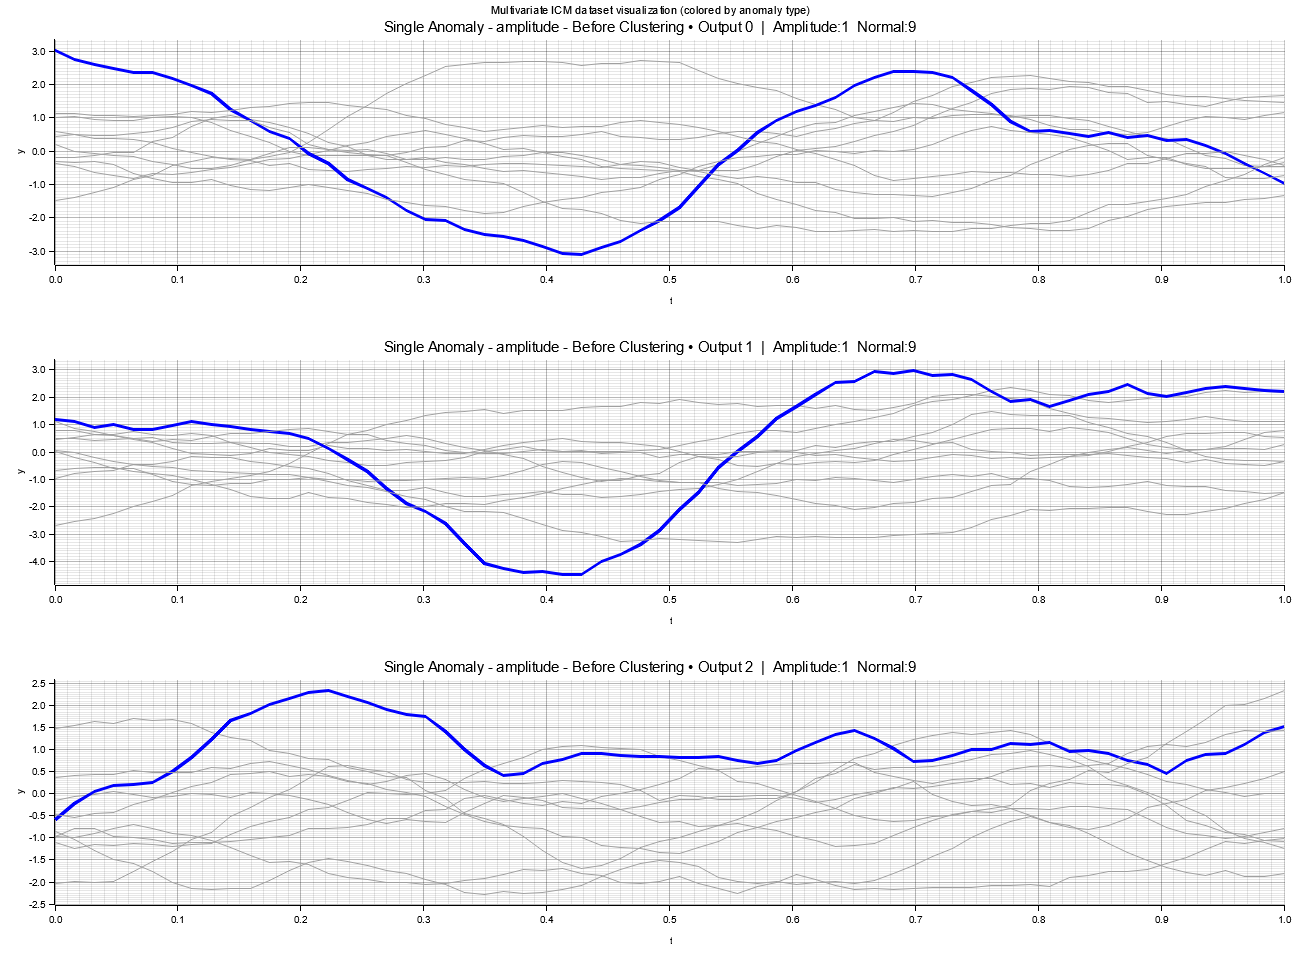 Multivariate ICM dataset visualization (colored by anomaly type)
Single Anomaly - amplitude - Before Clustering • Output 0 | Amplitude:1 Normal:9
3.0
2.0
1.0
0.0
-1.0
-2.0
-3.0
y
0.0 0.1 0.2 0.3 0.4 0.5 0.6 0.7 0.8 0.9 1.0
t
Single Anomaly - amplitude - Before Clustering • Output 1 | Amplitude:1 Normal:9
3.0
2.0
1.0
0.0
-1.0
-2.0
-3.0
-4.0
y
0.0 0.1 0.2 0.3 0.4 0.5 0.6 0.7 0.8 0.9 1.0
t
Single Anomaly - amplitude - Before Clustering • Output 2 | Amplitude:1 Normal:9
2.5
2.0
1.5
1.0
0.5
0.0
-0.5
-1.0
-1.5
-2.0
-2.5
y
0.0 0.1 0.2 0.3 0.4 0.5 0.6 0.7 0.8 0.9 1.0
t